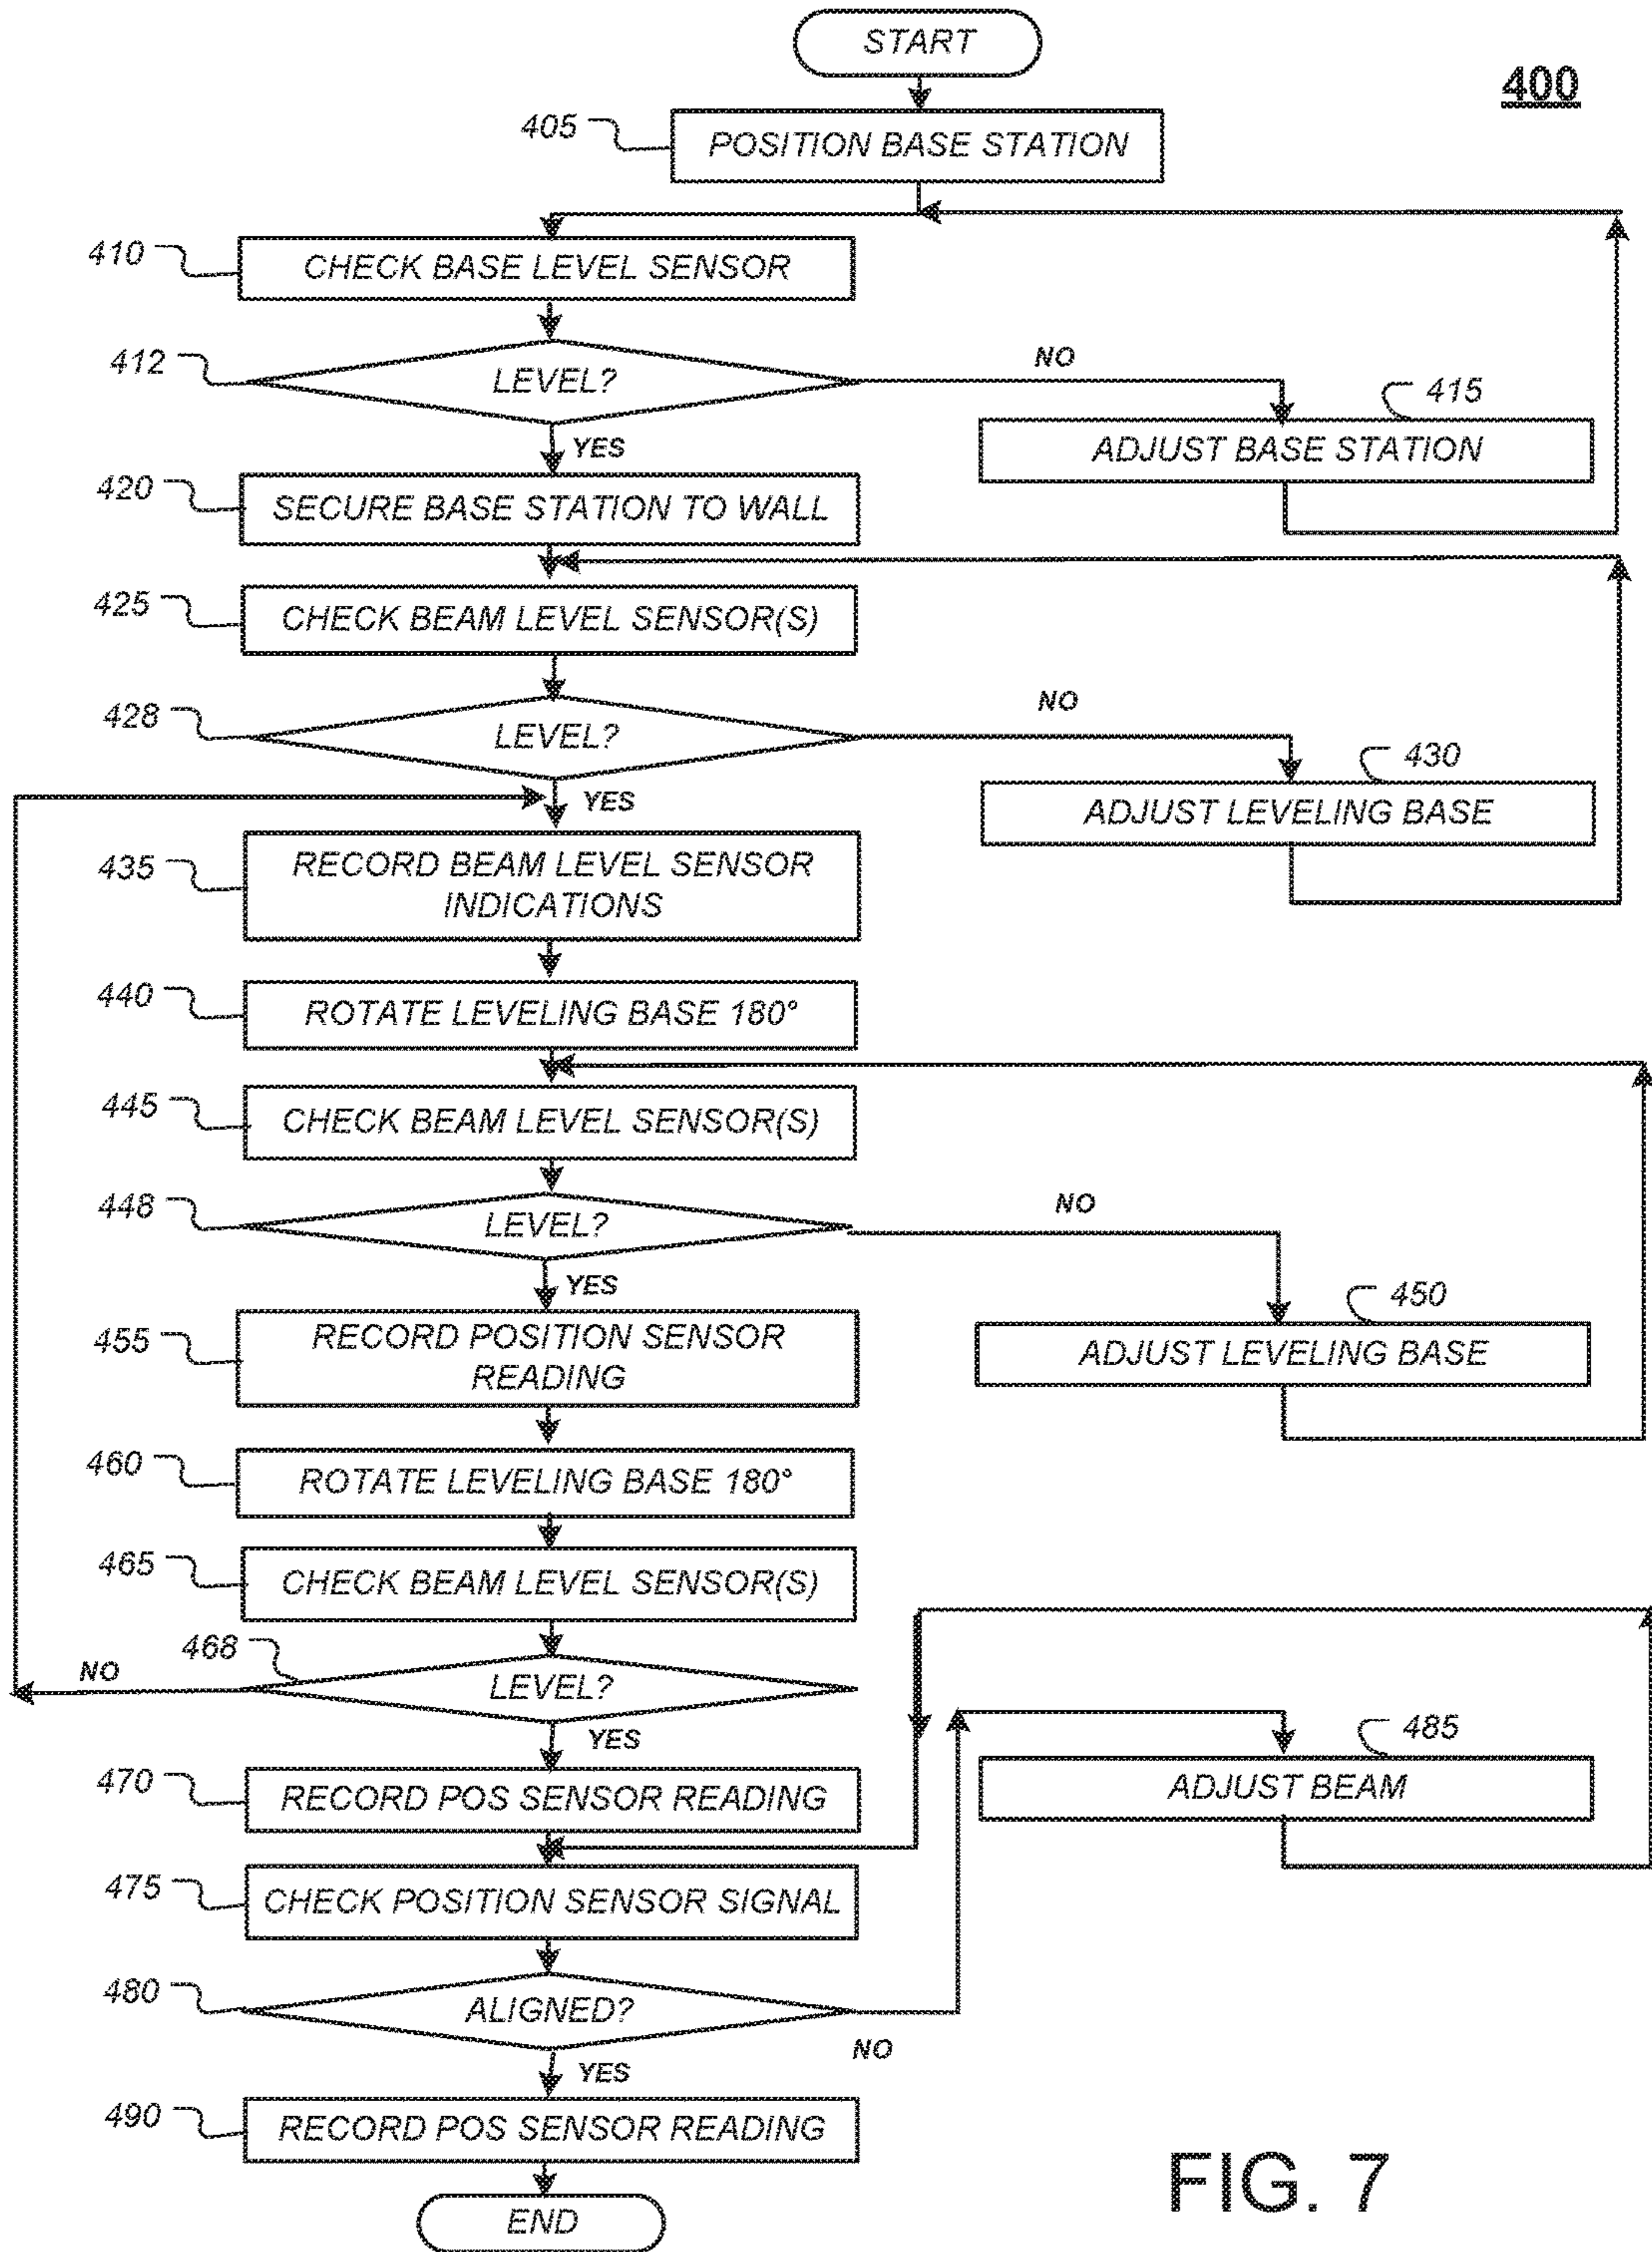 START
400
405
POSITION BASE STATION
410
CHECK BASE LEVEL SENSOR
412
LEVEL?
NO
415
ADJUST BASE STATION
YES
420
SECURE BASE STATION TO WALL
425
CHECK BEAM LEVEL SENSOR(S)
428
LEVEL?
NO
430
ADJUST LEVELING BASE
YES
435
RECORD BEAM LEVEL SENSOR
INDICATIONS
440
ROTATE LEVELING BASE 180°
445
CHECK BEAM LEVEL SENSOR(S)
448
LEVEL?
NO
450
ADJUST LEVELING BASE
YES
455
RECORD POSITION SENSOR
READING
460
ROTATE LEVELING BASE 180°
465
CHECK BEAM LEVEL SENSOR(S)
468
NO
LEVEL?
YES
485
ADJUST BEAM
470
RECORD POS SENSOR READING
475
CHECK POSITION SENSOR SIGNAL
480
ALIGNED?
NO
YES
490
RECORD POS SENSOR READING
END
FIG. 7